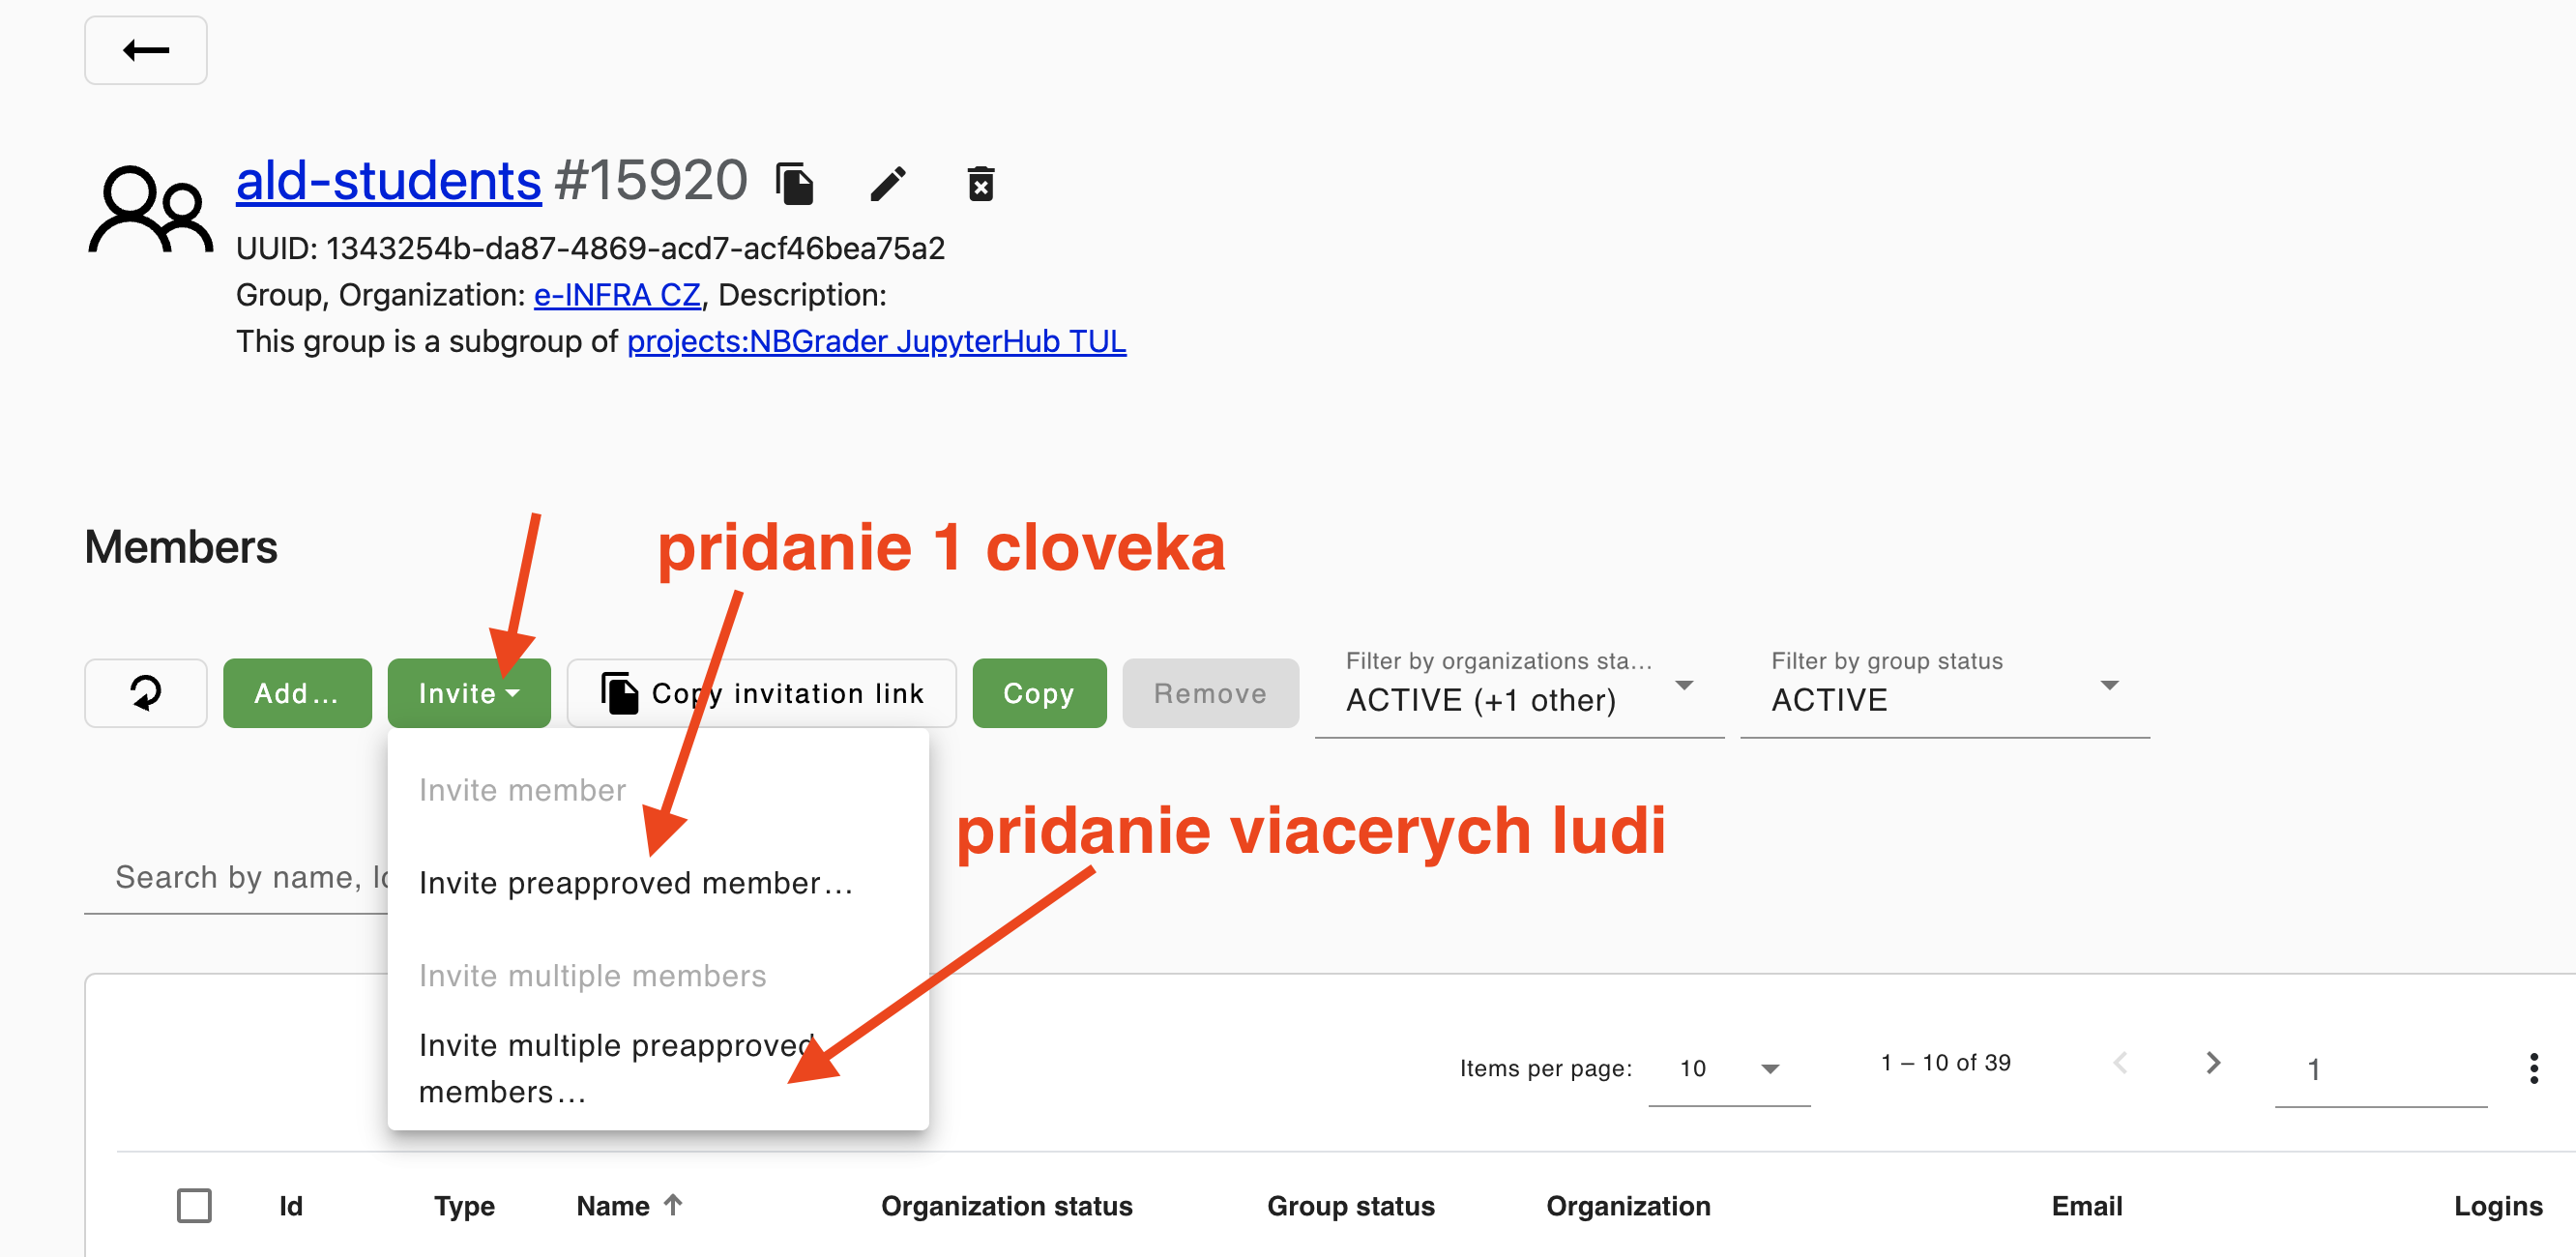 ald-students #15920
UUID: 1343254b-da87-4869-acd7-acf46bea75a2
Group, Organization: e-INFRA CZ, Description:
This group is a subgroup of projects:NBGrader JupyterHub TUL
Members
pridanie 1 cloveka
Add...
Invite
Copy invitation link
Copy
Remove
Filter by organizations sta...
ACTIVE (+1 other)
Filter by group status
ACTIVE
Invite member
Invite preapproved member...
Invite multiple members
Invite multiple preapproved
members...
pridanie viacerych ludi
Search by name,
Items per page: 10
1 – 10 of 39
1
Id Type Name Organization status Group status Organization Email Logins